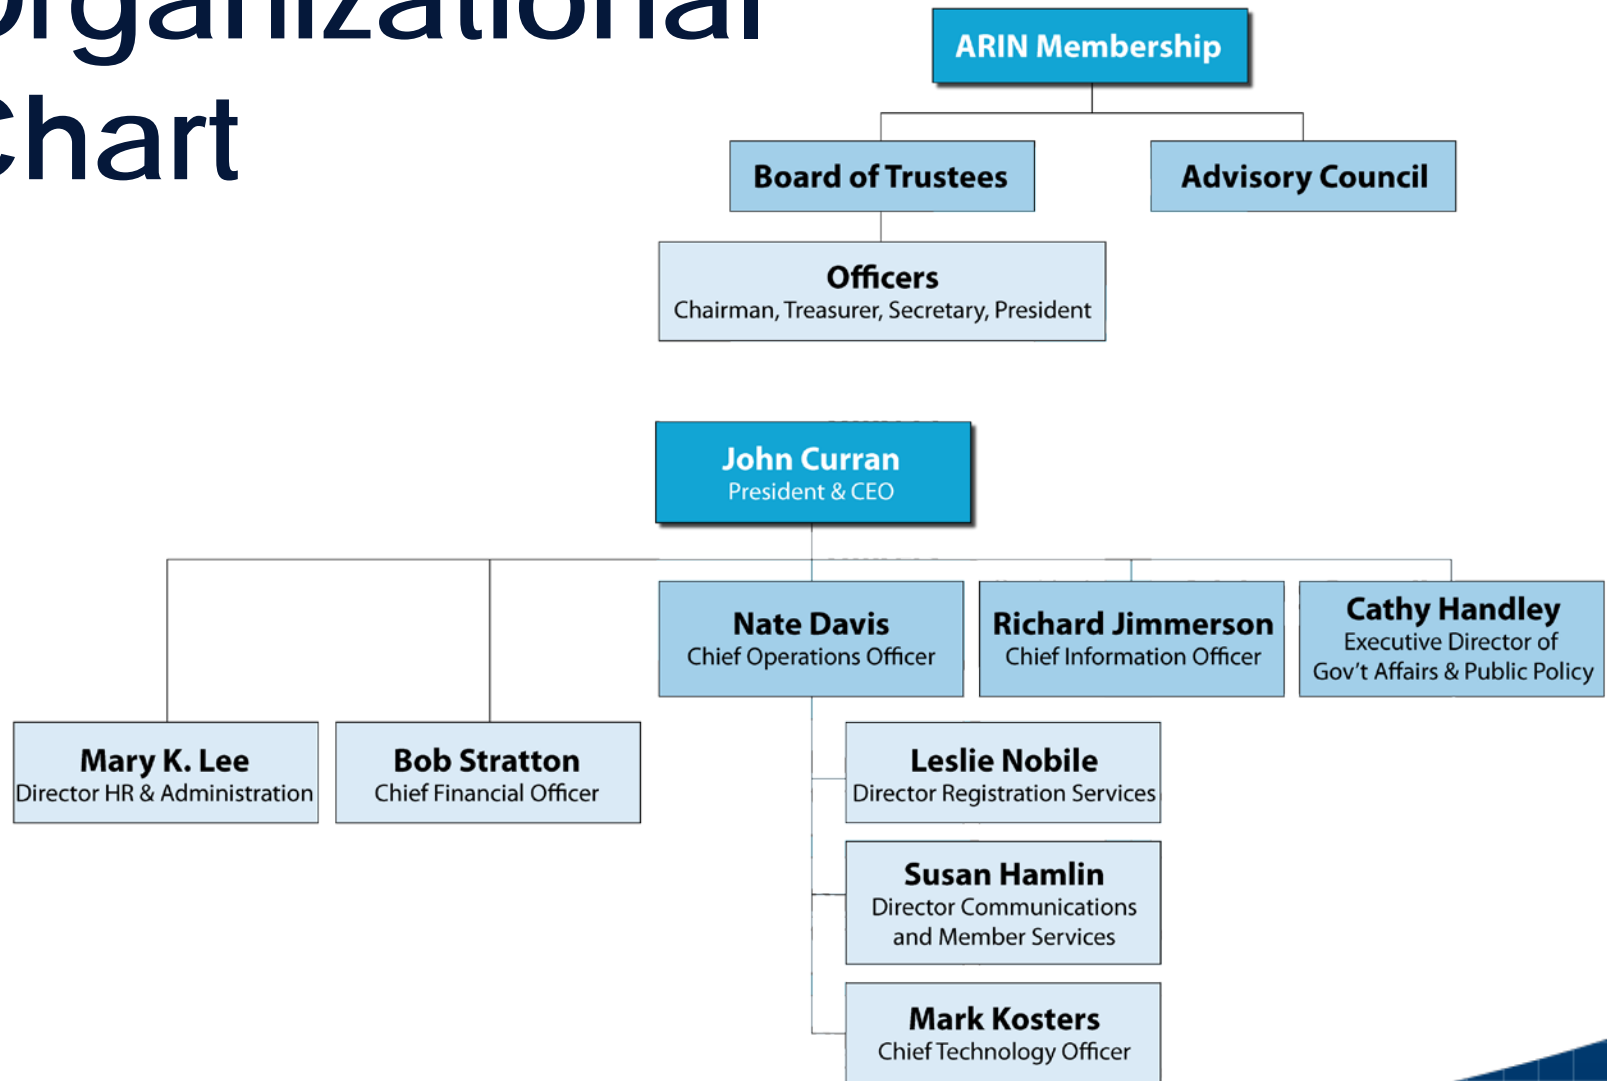 Organizational
Chart
ARIN Membership
Board of Trustees
Advisory Council
Officers
Chairman, Treasurer, Secretary, President
John Curran
President & CEO
Nate Davis
Chief Operations Officer
Richard Jimmerson
Chief Information Officer
Cathy Handley
Executive Director of
Gov't Affairs & Public Policy
Mary K. Lee
Director HR & Administration
Bob Stratton
Chief Financial Officer
Leslie Nobile
Director Registration Services
Susan Hamlin
Director Communications
and Member Services
Mark Kosters
Chief Technology Officer